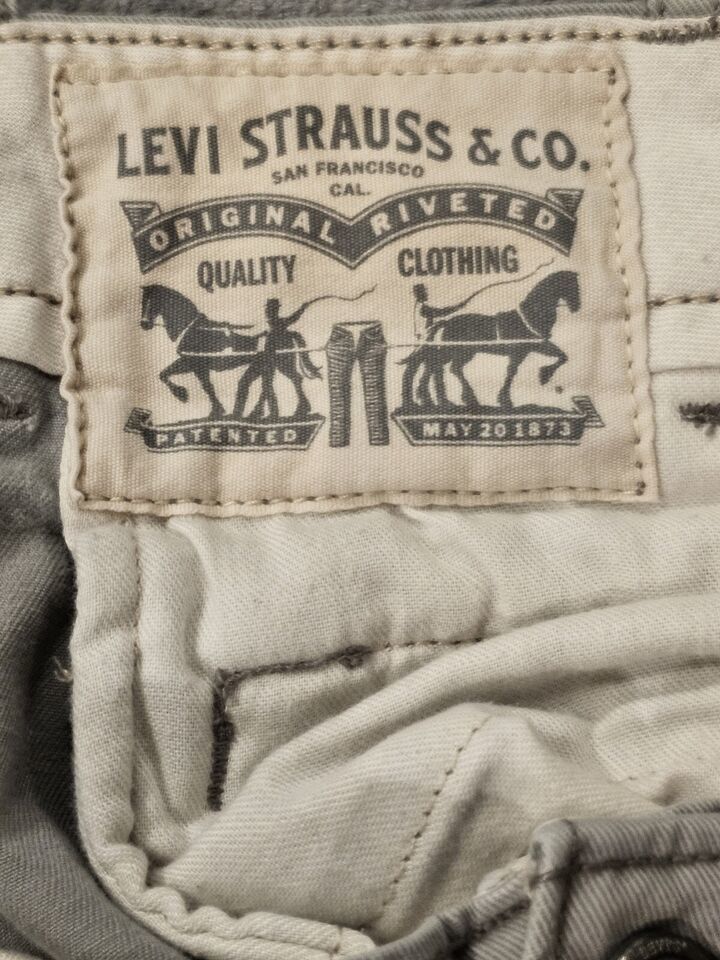 LEVI STRAUSS & CO.
SAN FRANCISCO
CAL.
ORIGINAL RIVETED
QUALITY CLOTHING
PATENTED MAY 20 1873